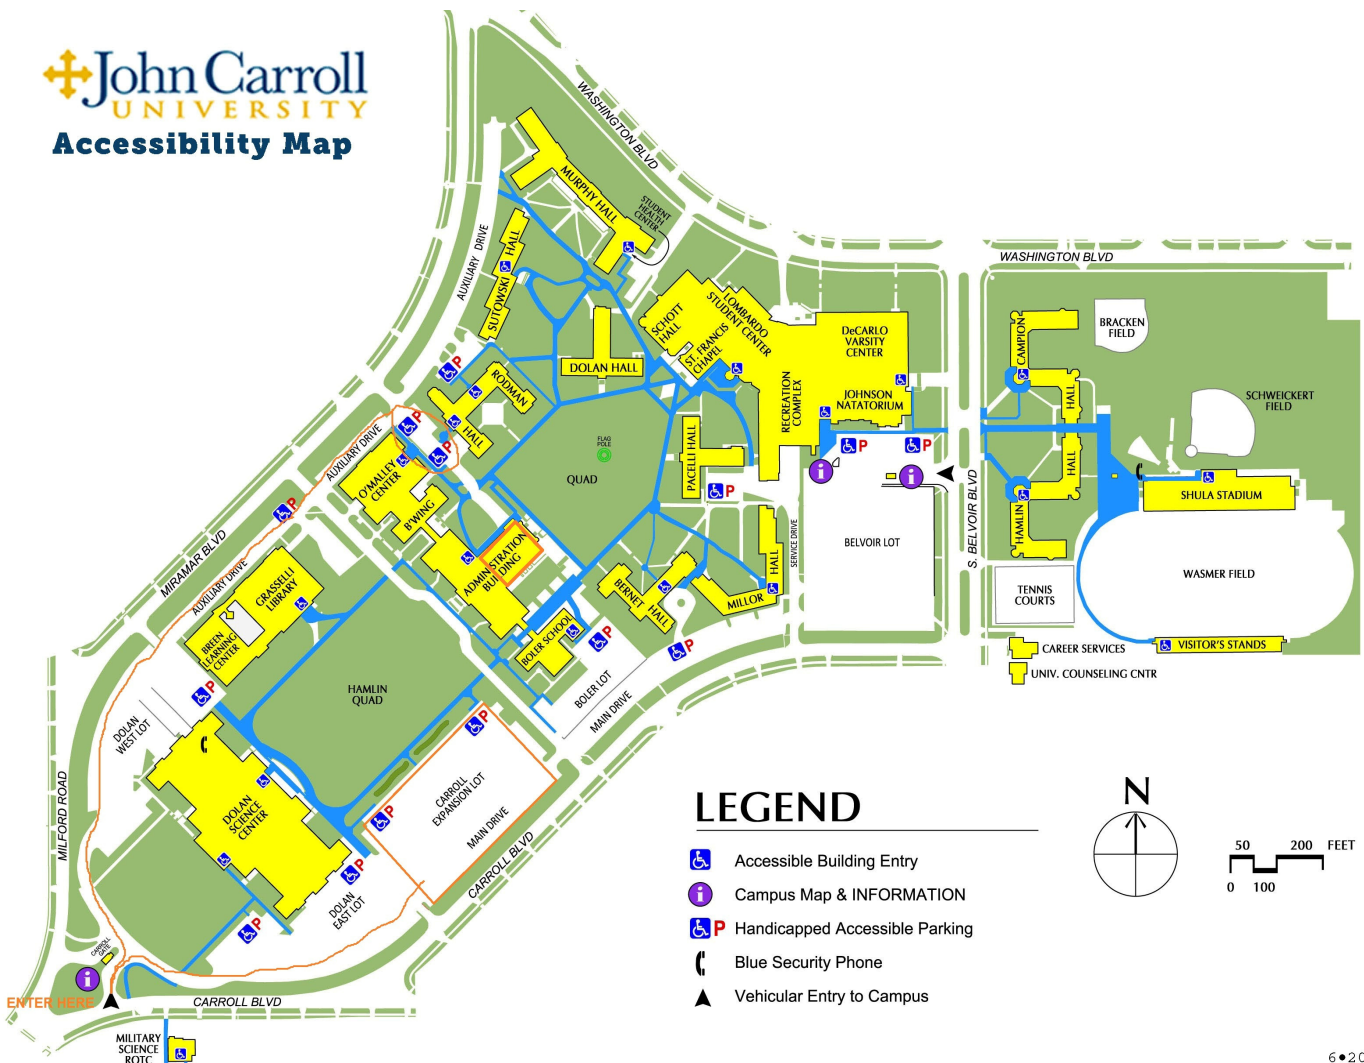 John Carroll
UNIVERSITY
Accessibility Map
WASHINGTON BLVD
MURPHY HALL
STUDENT
HEALTH
CENTER
AUXILIARY DRIVE
SUTOWSKI HALL
WASHINGTON BLVD
SCHOTT
HALL
LOMBARDO
STUDENT CENTER
ST. FRANCIS
CHAPEL
DeCARLO
VARSITY
CENTER
RECREATION
COMPLEX
JOHNSON
NATATORIUM
CAMPION
HALL
BRACKEN
FIELD
SCHWEICKERT
FIELD
P
RODMAN
HALL
DOLAN HALL
FLAG
POLE
QUAD
PACELLI HALL
P
P
P
P
P
i
i
AUXILIARY DRIVE
O'MALLEY
CENTER
B'WING
ADMINISTRATION
BUILDING
P
MIRAMAR BLVD
AUXILIARY DRIVE
GRASSELLI
LIBRARY
BREEN
LEARNING
CENTER
SERVICE DRIVE
BELVOIR LOT
S. BELVOIR BLVD
HAMLIN
HALL
SHULA STADIUM
WASMER FIELD
TENNIS
COURTS
VISITOR'S STANDS
CAREER SERVICES
UNIV. COUNSELING CNTR
BERNET
HALL
MILLOR
HALL
BOLER SCHOOL
P
P
BOLER LOT
MAIN DRIVE
HAMLIN
QUAD
P
DOLAN
WEST LOT
P
CARROLL
EXPANSION LOT
MAIN DRIVE
P
DOLAN
SCIENCE
CENTER
P
DOLAN
EAST LOT
P
CARROLL BLVD
MILFORD ROAD
CARROLL
GATE
i
ENTER HERE
CARROLL BLVD
MILITARY
SCIENCE
ROTC
LEGEND
Accessible Building Entry
i Campus Map & INFORMATION
P Handicapped Accessible Parking
Blue Security Phone
Vehicular Entry to Campus
N
50 200 FEET
0 100